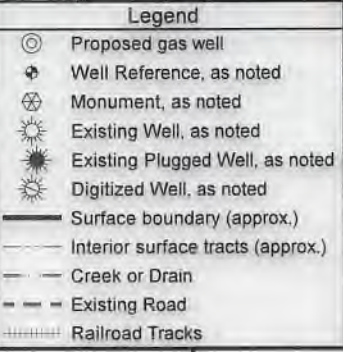 Legend
Proposed gas well
Well Reference, as noted
Monument, as noted
Existing Well, as noted
Existing Plugged Well, as noted
Digitized Well, as noted
Surface boundary (approx.)
Interior surface tracts (approx.)
Creek or Drain
Existing Road
Railroad Tracks